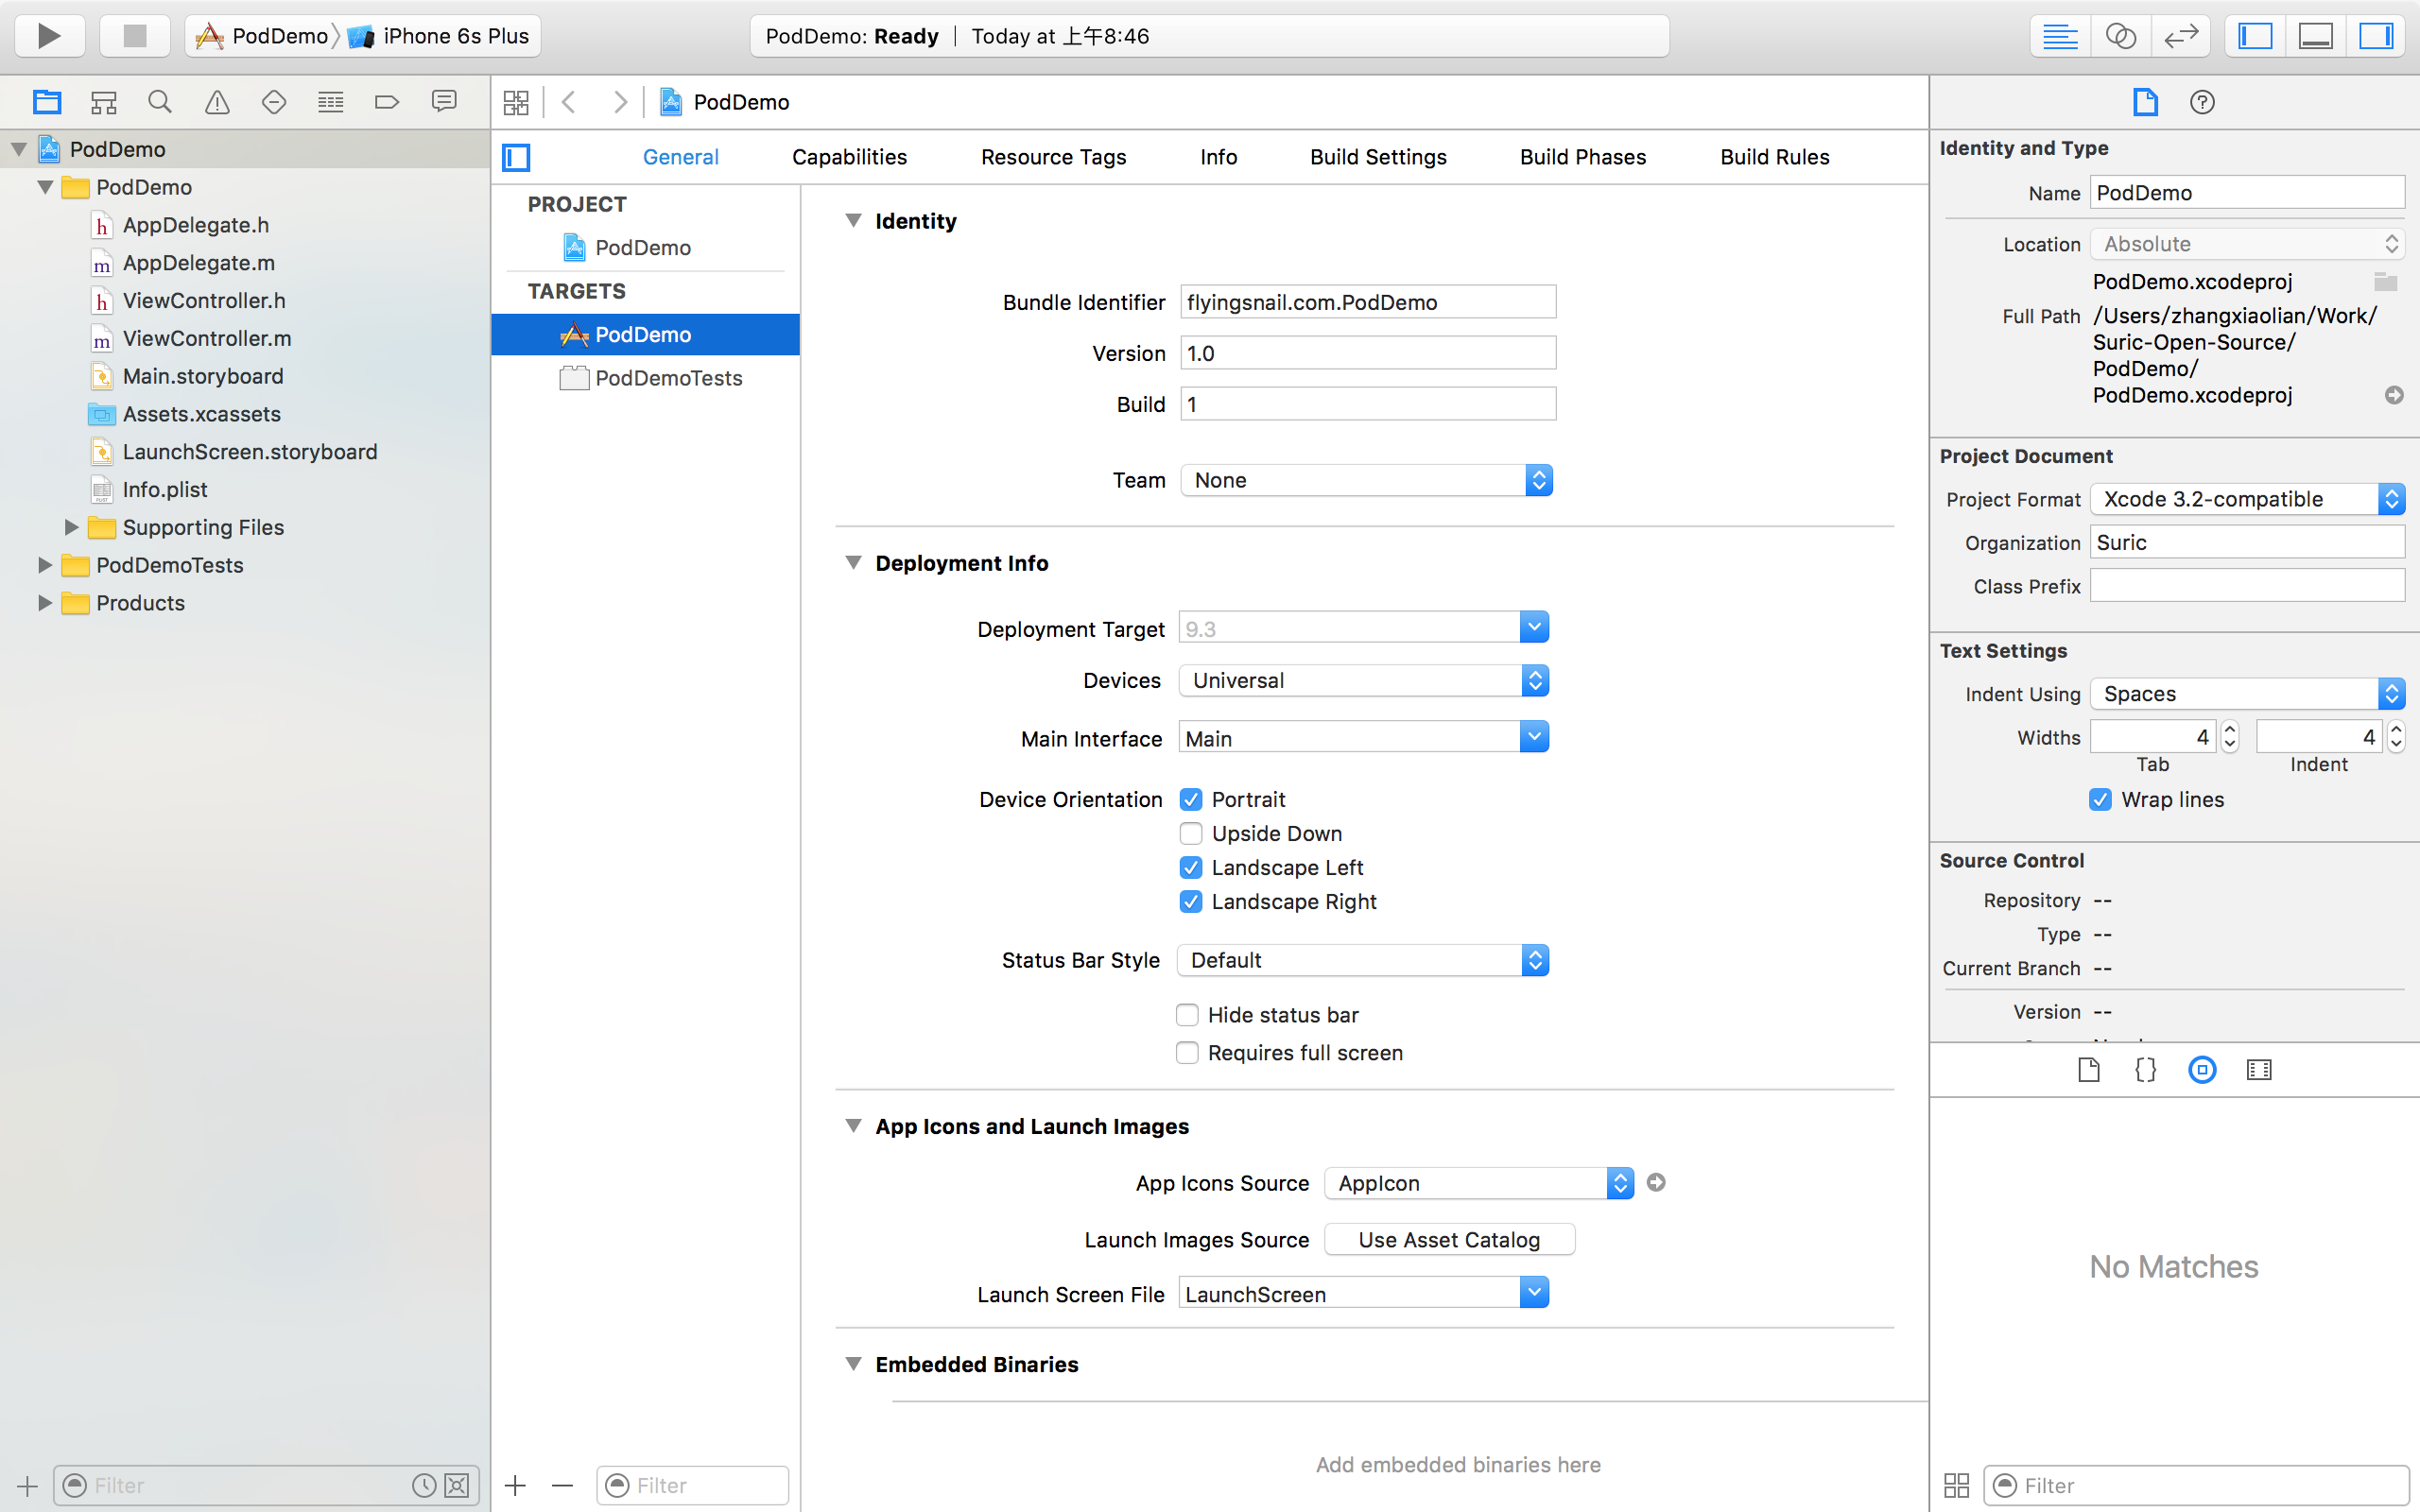 PodDemo iPhone 6s Plus
PodDemo: Ready Today at 上午8:46
PodDemo
PodDemo
AppDelegate.h
AppDelegate.m
ViewController.h
ViewController.m
Main.storyboard
Assets.xcassets
LaunchScreen.storyboard
Info.plist
Supporting Files
PodDemoTests
Products
Filter
PodDemo
General Capabilities Resource Tags Info Build Settings Build Phases Build Rules
PROJECT
PodDemo
TARGETS
PodDemo
PodDemoTests
Filter
Identity
Bundle Identifier flyingsnail.com.PodDemo
Version 1.0
Build 1
Team None
Deployment Info
Deployment Target 9.3
Devices Universal
Main Interface Main
Device Orientation Portrait
Upside Down
Landscape Left
Landscape Right
Status Bar Style Default
Hide status bar
Requires full screen
App Icons and Launch Images
App Icons Source AppIcon
Launch Images Source Use Asset Catalog
Launch Screen File LaunchScreen
Embedded Binaries
Add embedded binaries here
Identity and Type
Name PodDemo
Location Absolute
PodDemo.xcodeproj
Full Path /Users/zhangxiaolian/Work/
Suric-Open-Source/
PodDemo/
PodDemo.xcodeproj
Project Document
Project Format Xcode 3.2-compatible
Organization Suric
Class Prefix
Text Settings
Indent Using Spaces
Widths 4 4
Tab Indent
Wrap lines
Source Control
Repository --
Type --
Current Branch --
Version --
No Matches
Filter